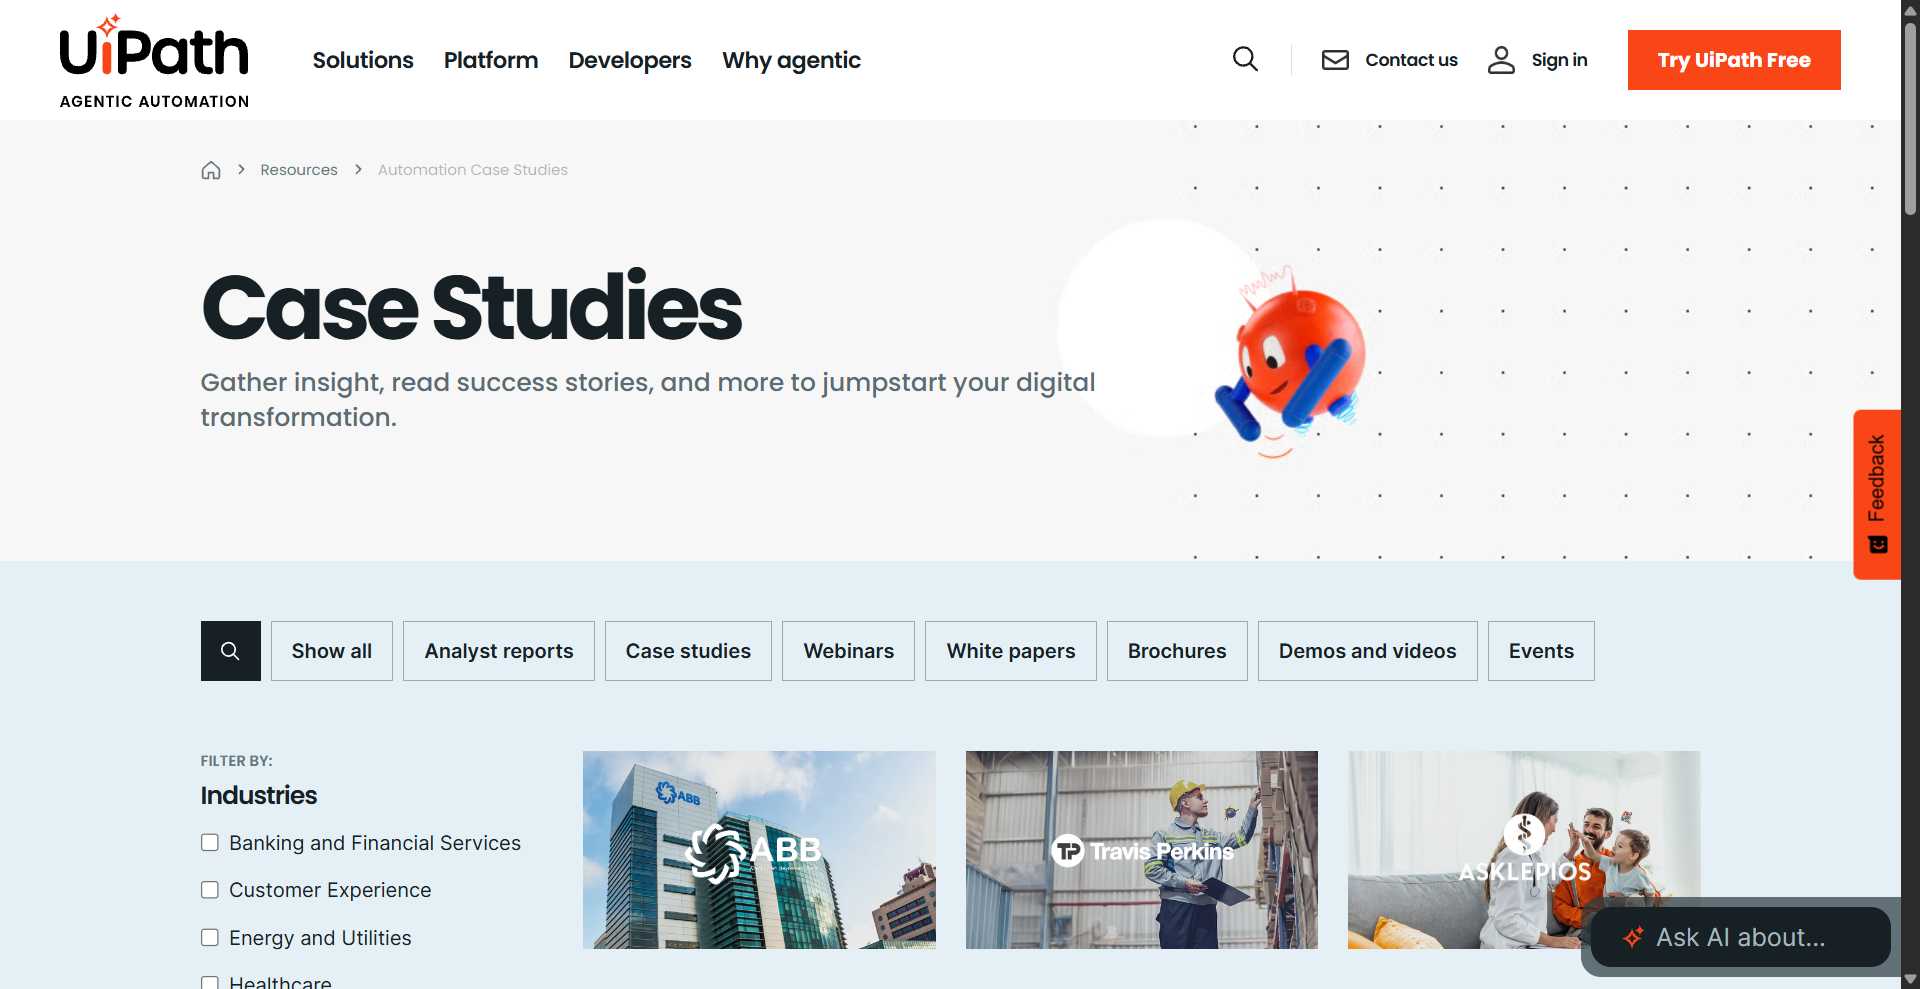 UiPath
AGENTIC AUTOMATION
Solutions
Platform
Developers
Why agentic
Contact us
Sign in
Try UiPath Free
Resources
Automation Case Studies
Case Studies
Gather insight, read success stories, and more to jumpstart your digital
transformation.
Feedback
Show all
Analyst reports
Case studies
Webinars
White papers
Brochures
Demos and videos
Events
FILTER BY:
Industries
Banking and Financial Services
Customer Experience
Energy and Utilities
Healthcare
ABB
ABB
TP Travis Perkins
ASKLEPIOS
Ask AI about...